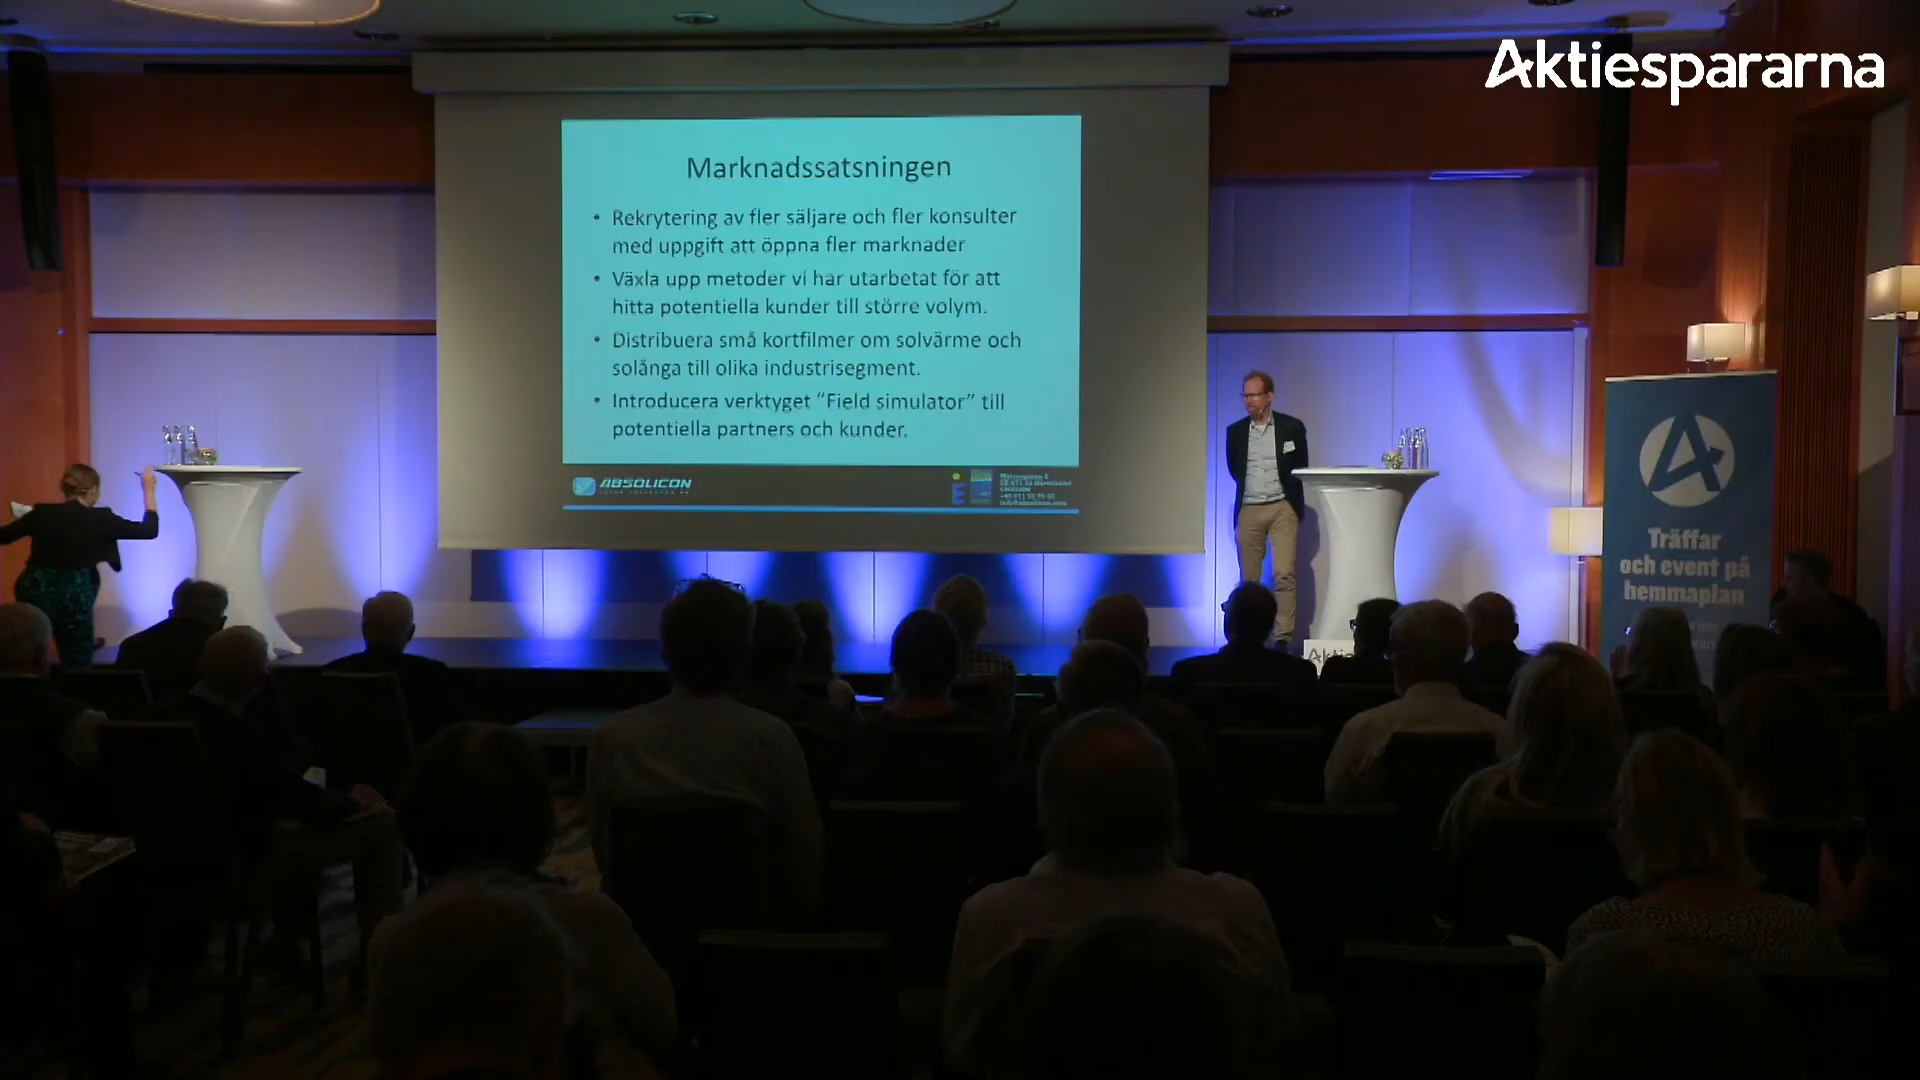 Aktiespararna
Marknadssatsningen
• Rekrytering av fler säljare och fler konsulter
med uppgift att öppna fler marknader
• Växla upp metoder vi har utarbetat för att
hitta potentiella kunder till större volym.
• Distribuera små kortfilmer om solvärme och
solånga till olika industrisegment.
• Introducera verktyget ”Field simulator” till
potentiella partners och kunder.
ABSOLICON
Träffar
och event på
hemmaplan
Aktie